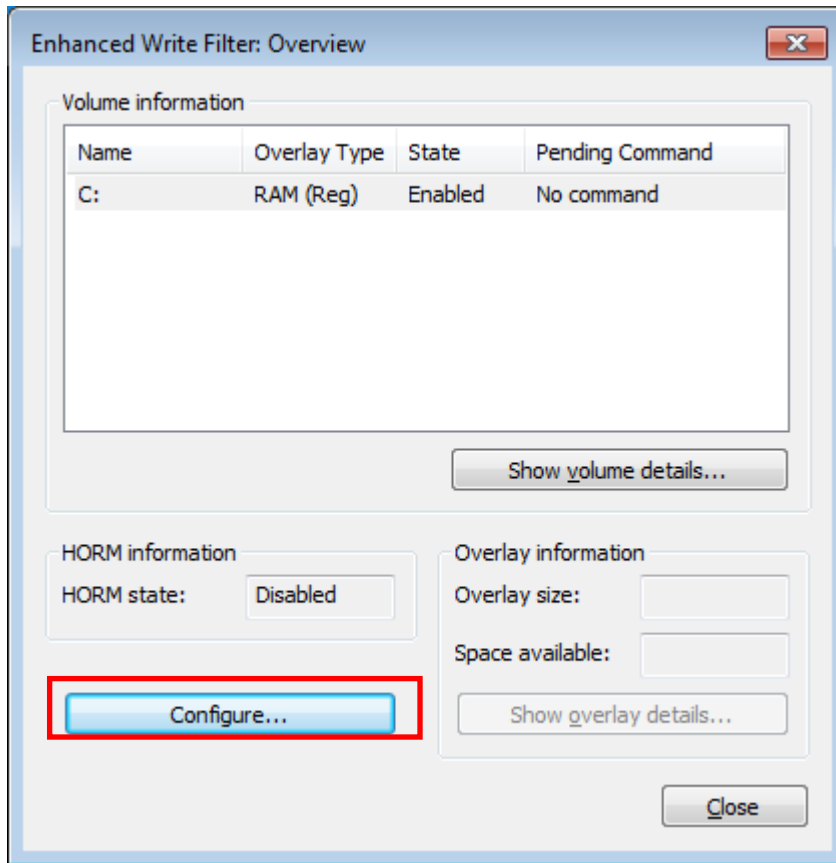 Enhanced Write Filter: Overview
Volume information
Name Overlay Type State Pending Command
C: RAM (Reg) Enabled No command
Show volume details...
HORM information
HORM state: Disabled
Overlay information
Overlay size:
Space available:
Configure...
Show overlay details...
Close